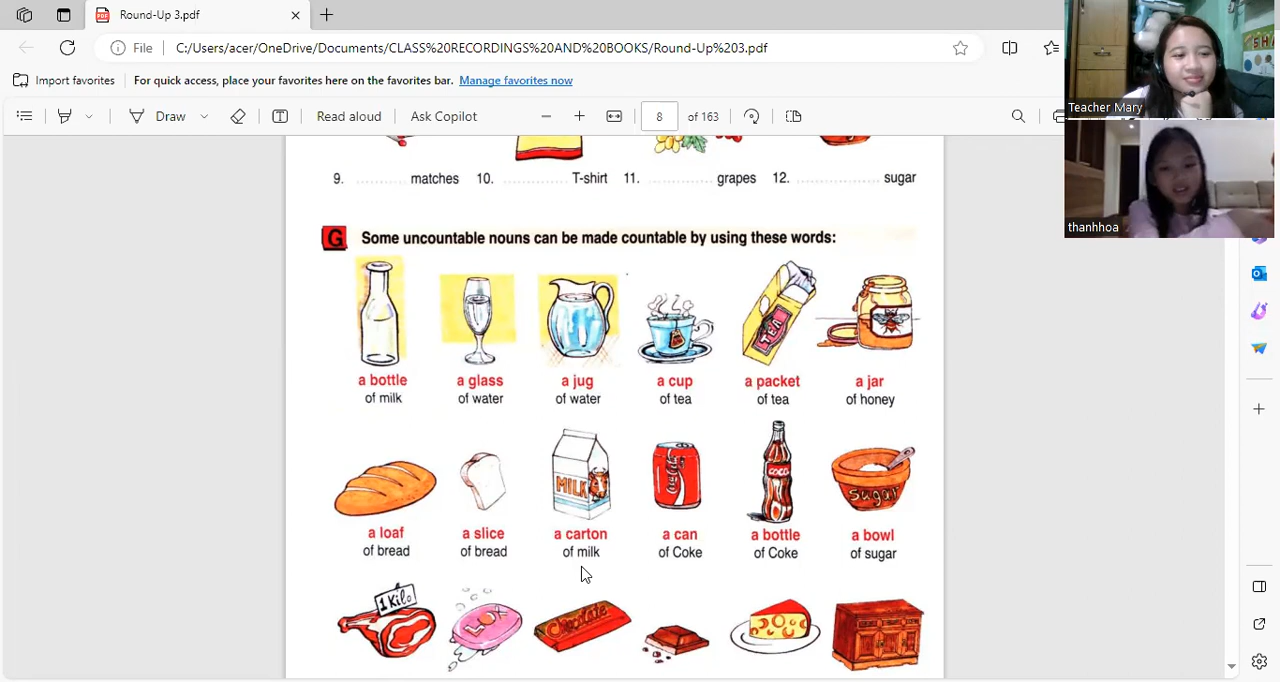 Round-Up 3.pdf
File C:/Users/acer/OneDrive/Documents/CLASS%20RECORDINGS%20AND%20BOOKS/Round-Up%203.pdf
Import favorites For quick access, place your favorites here on the favorites bar. Manage favorites now
Draw Read aloud Ask Copilot 8 of 163
Teacher Mary
thanhhoa
9. ........... matches 10. .............. T-shirt 11. .............. grapes 12. ................... sugar
G Some uncountable nouns can be made countable by using these words:
TEA
a bottle a glass a jug a cup a packet a jar
of milk of water of water of tea of tea of honey
MILK
COCA
sugar
a loaf a slice a carton a can a bottle a bowl
of bread of bread of milk of Coke of Coke of sugar
1 Kilo
LUX
Chocolate